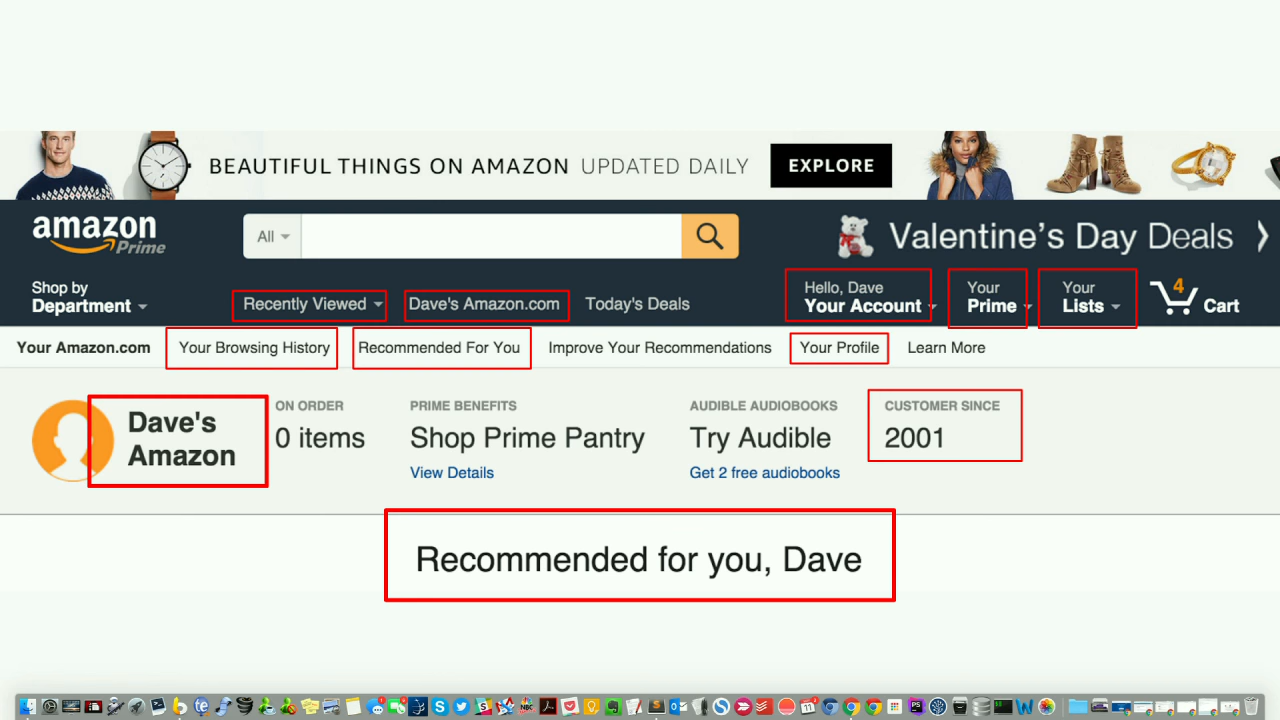 BEAUTIFUL THINGS ON AMAZON UPDATED DAILY EXPLORE
amazon
Prime
All
Valentine's Day Deals
Shop by
Department
Recently Viewed
Dave's Amazon.com
Today's Deals
Hello, Dave
Your Account
Your
Prime
Your
Lists
4
Cart
Your Amazon.com
Your Browsing History
Recommended For You
Improve Your Recommendations
Your Profile
Learn More
Dave's
Amazon
ON ORDER
0 items
PRIME BENEFITS
Shop Prime Pantry
View Details
AUDIBLE AUDIOBOOKS
Try Audible
Get 2 free audiobooks
CUSTOMER SINCE
2001
Recommended for you, Dave